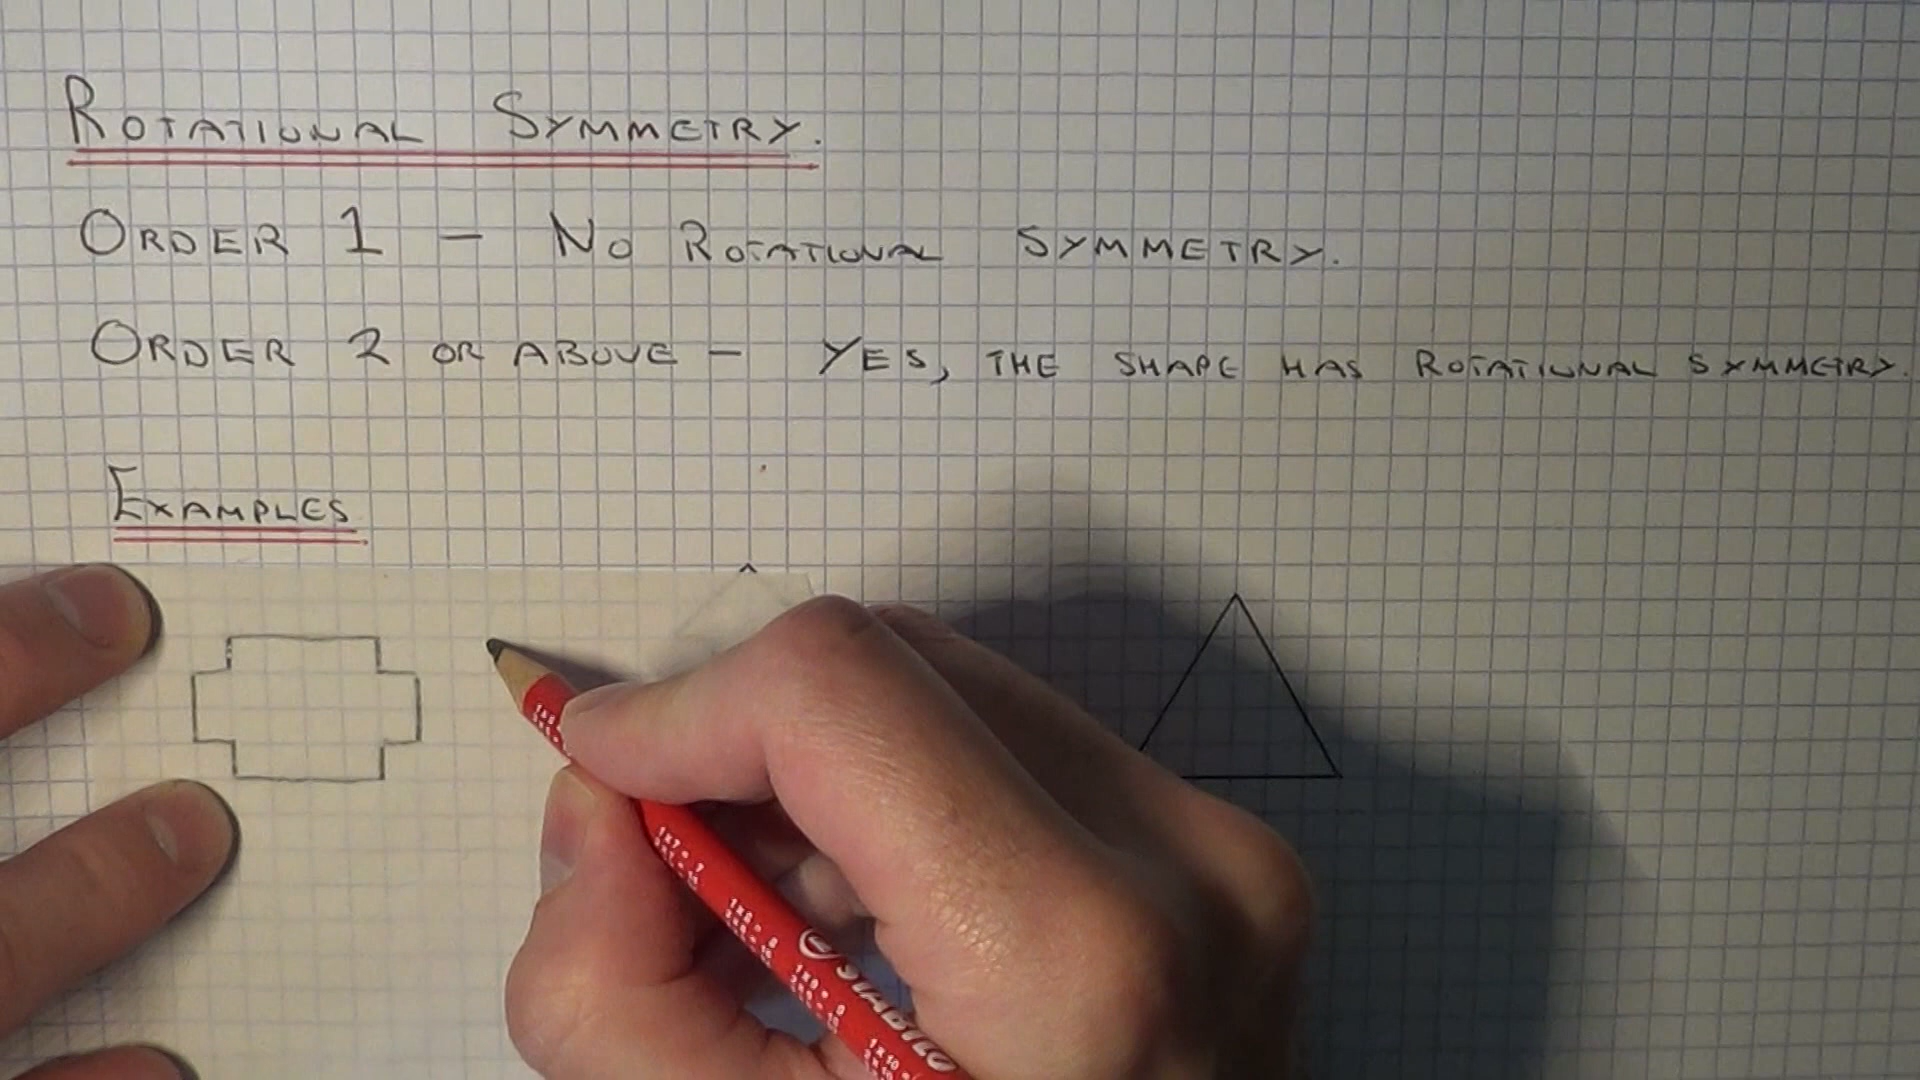 ROTATIONAL SYMMETRY.
ORDER 1 - NO ROTATIONAL SYMMETRY.
ORDER 2 OR ABOVE - YES, THE SHAPE HAS ROTATIONAL SYMMETRY.
EXAMPLES
STABILO